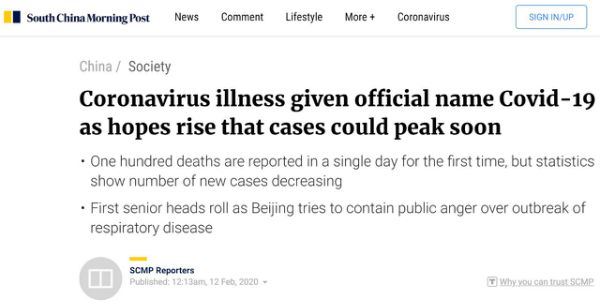 South China Morning Post News Comment Lifestyle More + Coronavirus SIGN IN/UP
China / Society
Coronavirus illness given official name Covid-19
as hopes rise that cases could peak soon
• One hundred deaths are reported in a single day for the first time, but statistics
show number of new cases decreasing
• First senior heads roll as Beijing tries to contain public anger over outbreak of
respiratory disease
SCMP Reporters
Published: 12:13am, 12 Feb, 2020
Why you can trust SCMP